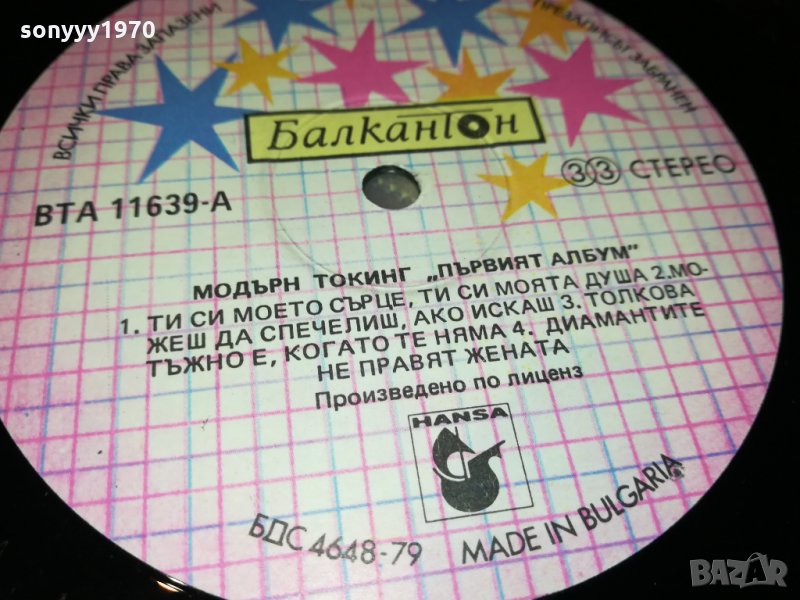 sonyyy1970
ВСИЧКИ ПРАВА ЗАПАЗЕНИ
ПРЕЗАПИСЪТ ЗАБРАНЕН
Балкантон
ВТА 11639-А
33 СТЕРЕО
МОДЪРН ТОКИНГ „ПЪРВИЯТ АЛБУМ"
1. ТИ СИ МОЕТО СЪРЦЕ, ТИ СИ МОЯТА ДУША 2.МО-
ЖЕШ ДА СПЕЧЕЛИШ, АКО ИСКАШ 3. ТОЛКОВА
ТЪЖНО Е, КОГАТО ТЕ НЯМА 4. ДИАМАНТИТЕ
НЕ ПРАВЯТ ЖЕНАТА
Произведено по лиценз
HANSA
БДС 4648-79
MADE IN BULGARIA
BAZAR